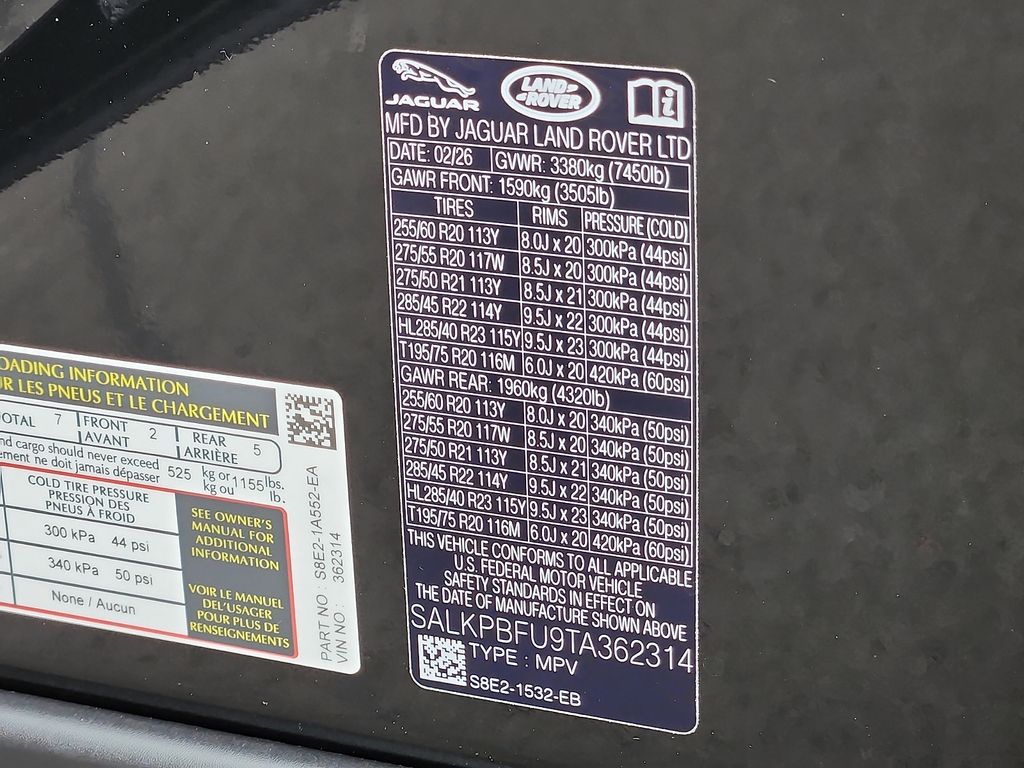 JAGUAR
LAND ROVER
MFD BY JAGUAR LAND ROVER LTD
DATE: 02/26 GVWR: 3380kg (7450lb)
GAWR FRONT: 1590kg (3505lb)
TIRES RIMS PRESSURE (COLD)
255/60 R20 113Y 8.0J x 20 300kPa (44psi)
275/55 R20 117W 8.5J x 20 300kPa (44psi)
275/50 R21 113Y 8.5J x 21 300kPa (44psi)
285/45 R22 114Y 9.5J x 22 300kPa (44psi)
HL285/40 R23 115Y 9.5J x 23 300kPa (44psi)
T195/75 R20 116M 6.0J x 20 420kPa (60psi)
GAWR REAR: 1960kg (4320lb)
255/60 R20 113Y 8.0J x 20 340kPa (50psi)
275/55 R20 117W 8.5J x 20 340kPa (50psi)
275/50 R21 113Y 8.5J x 21 340kPa (50psi)
285/45 R22 114Y 9.5J x 22 340kPa (50psi)
HL285/40 R23 115Y 9.5J x 23 340kPa (50psi)
T195/75 R20 116M 6.0J x 20 420kPa (60psi)
THIS VEHICLE CONFORMS TO ALL APPLICABLE
U.S. FEDERAL MOTOR VEHICLE
SAFETY STANDARDS IN EFFECT ON
THE DATE OF MANUFACTURE SHOWN ABOVE
SALKPBFU9TA362314
TYPE : MPV
S8E2-1532-EB
OADING INFORMATION
UR LES PNEUS ET LE CHARGEMENT
TOTAL 7 FRONT AVANT 2 REAR ARRIÈRE 5
nd cargo should never exceed
ement ne doit jamais dépasser
525 kg or 1155 lbs.
kg ou lb.
COLD TIRE PRESSURE
PRESSION DES
PNEUS À FROID
300 kPa 44 psi
340 kPa 50 psi
None / Aucun
SEE OWNER'S
MANUAL FOR
ADDITIONAL
INFORMATION
VOIR LE MANUEL
DEL'USAGER
POUR PLUS DE
RENSEIGNEMENTS
PART NO. S8E2-1A552-EA
VIN NO : 362314